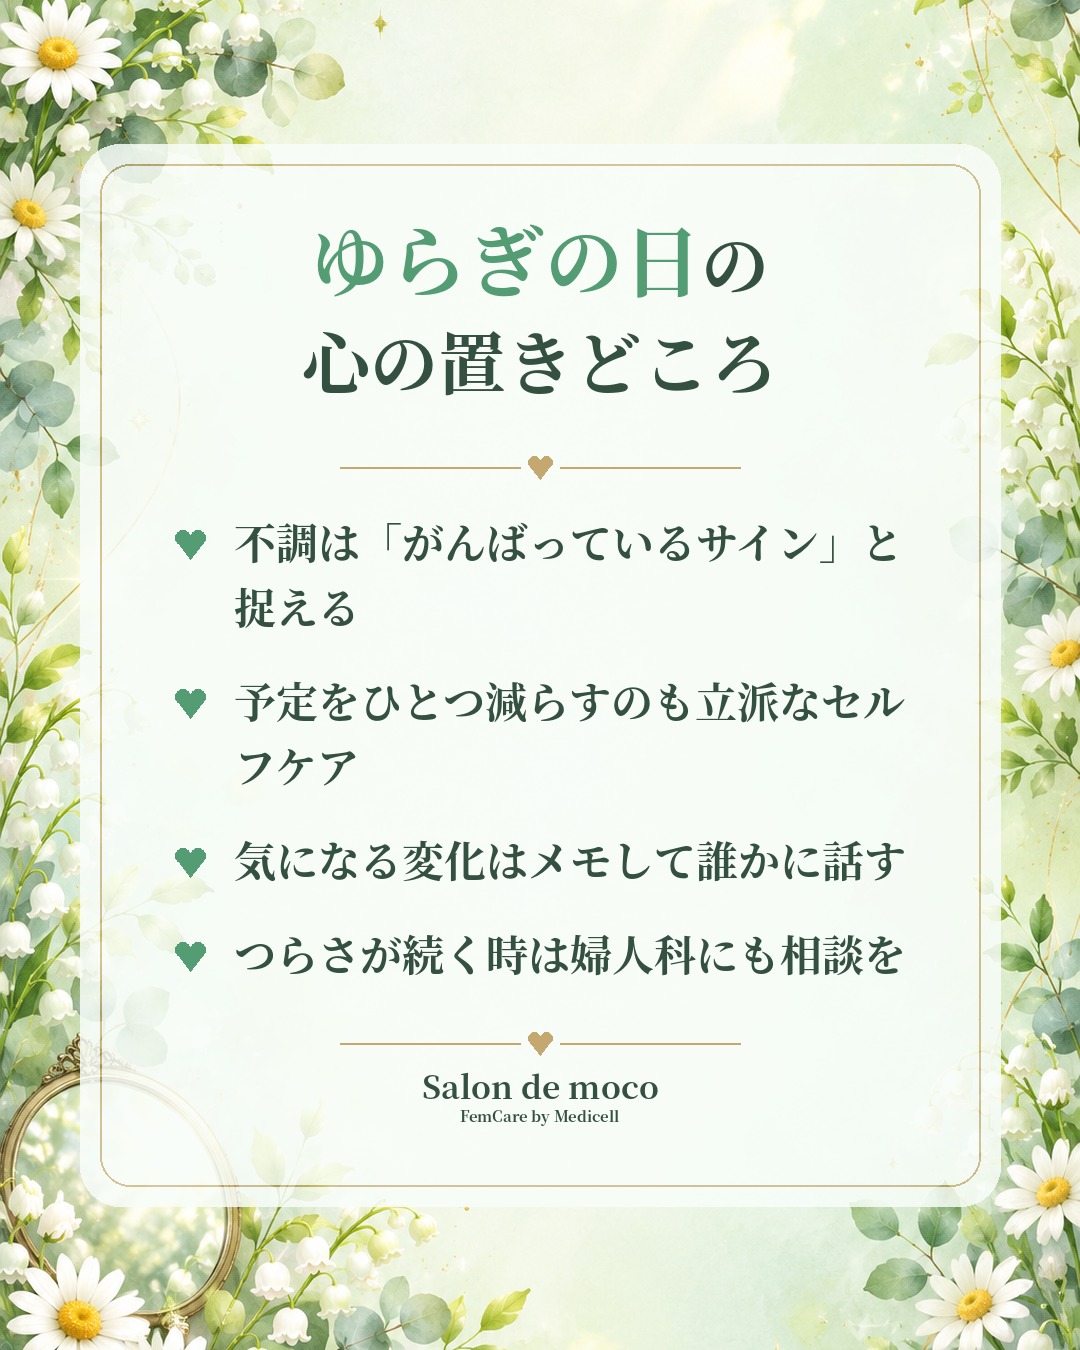 ゆらぎの日の
心の置きどころ
不調は「がんばっているサイン」と
捉える
予定をひとつ減らすのも立派なセル
フケア
気になる変化はメモして誰かに話す
つらさが続く時は婦人科にも相談を
Salon de moco
FemCare by Medicell